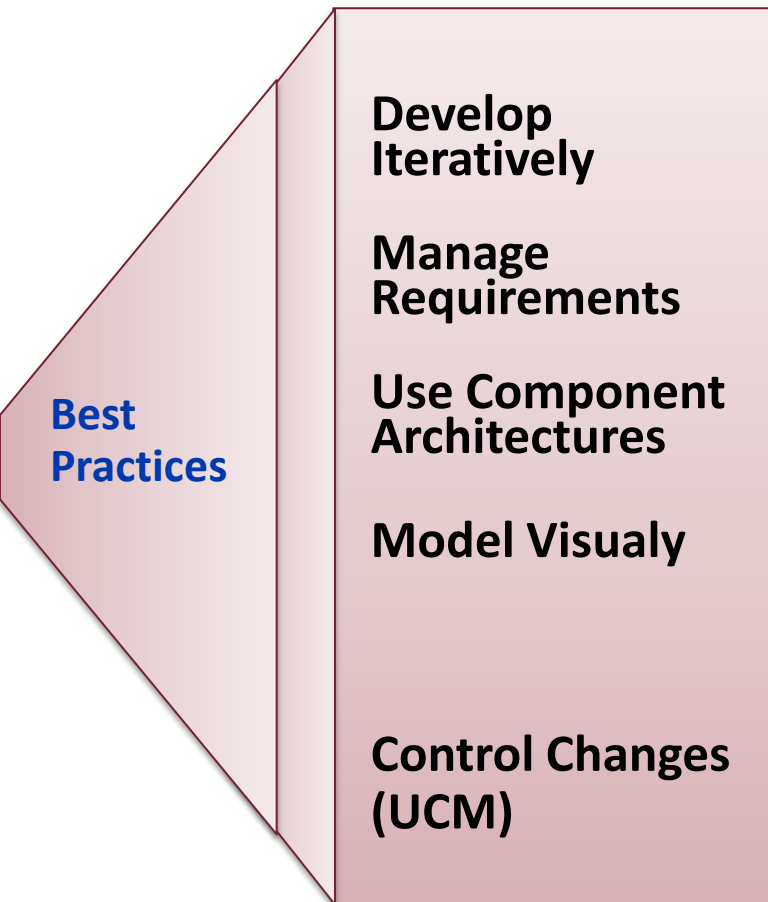 Best
Practices
Develop
Iteratively
Manage
Requirements
Use Component
Architectures
Model Visualy
Control Changes
(UCM)